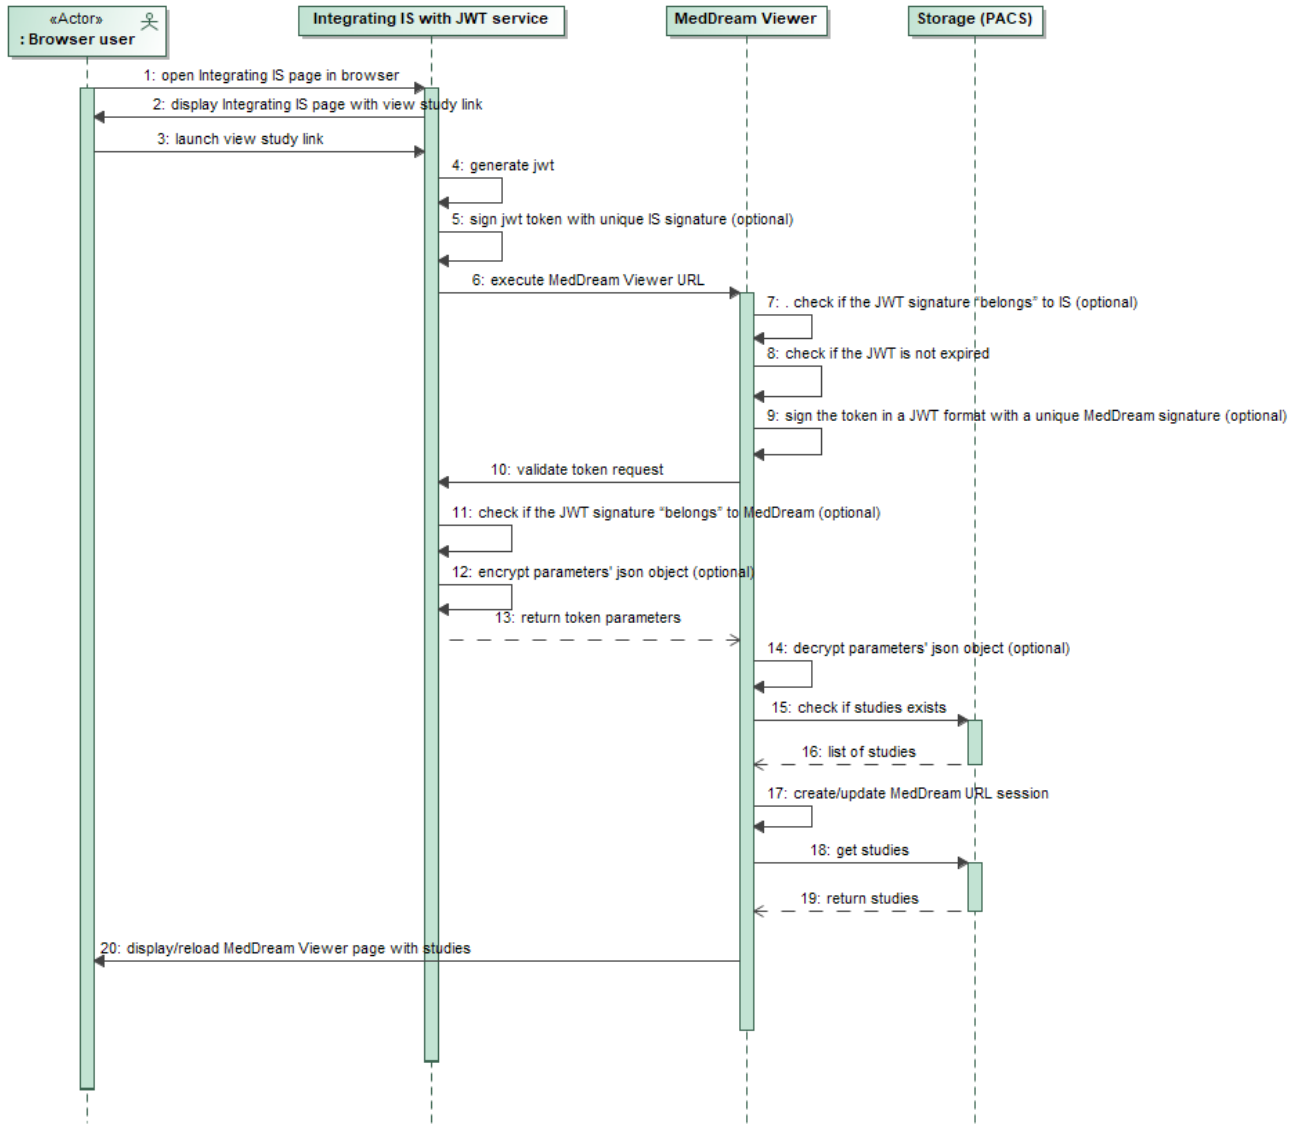 «Actor»
: Browser user
Integrating IS with JWT service
MedDream Viewer
Storage (PACS)
1: open Integrating IS page in browser
2: display Integrating IS page with view study link
3: launch view study link
4: generate jwt
5: sign jwt token with unique IS signature (optional)
6: execute MedDream Viewer URL
7: . check if the JWT signature “belongs” to IS (optional)
8: check if the JWT is not expired
9: sign the token in a JWT format with a unique MedDream signature (optional)
10: validate token request
11: check if the JWT signature “belongs” to MedDream (optional)
12: encrypt parameters' json object (optional)
13: return token parameters
14: decrypt parameters' json object (optional)
15: check if studies exists
16: list of studies
17: create/update MedDream URL session
18: get studies
19: return studies
20: display/reload MedDream Viewer page with studies